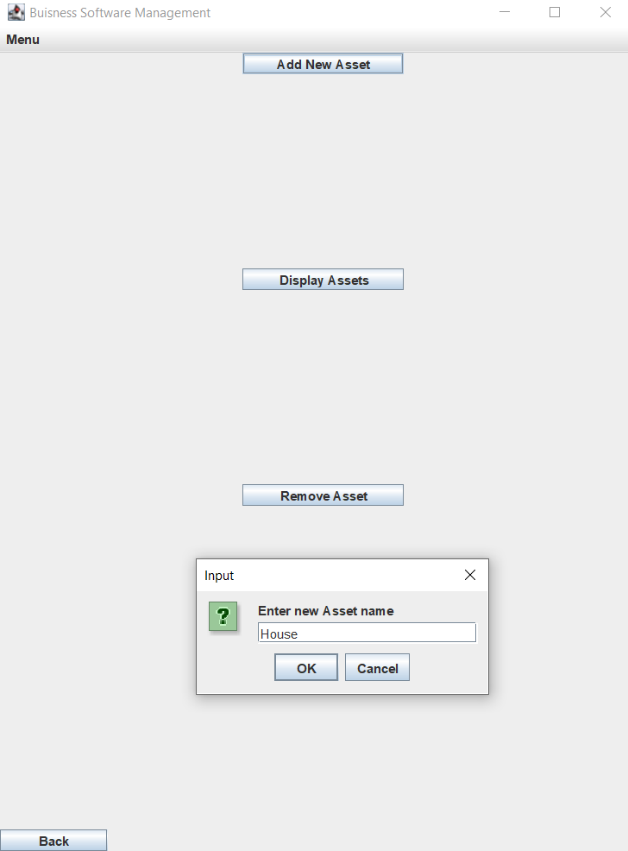 Buisness Software Management
Menu
Add New Asset
Display Assets
Remove Asset
Input
?
Enter new Asset name
House
OK Cancel
Back